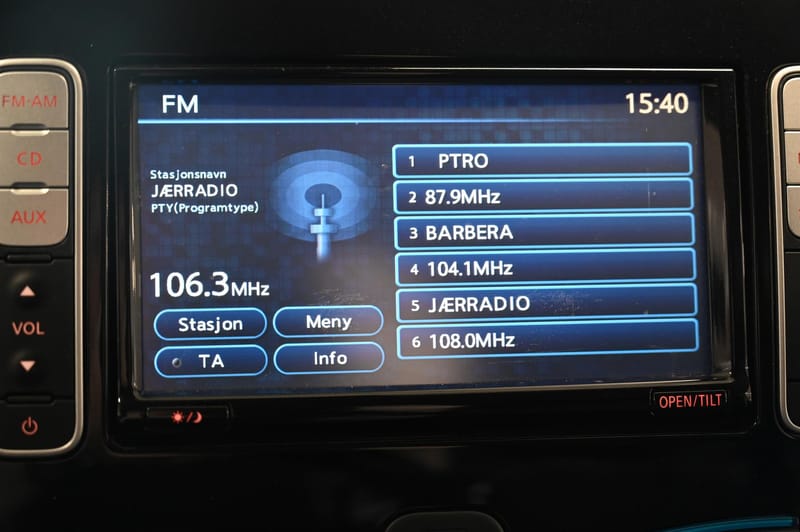 FM-AM
CD
AUX
VOL
FM
15:40
Stasjonsnavn
JÆRRADIO
PTY(Programtype)
106.3MHz
Stasjon
Meny
TA
Info
1 PTRO
2 87.9MHz
3 BARBERA
4 104.1MHz
5 JÆRRADIO
6 108.0MHz
OPEN/TILT